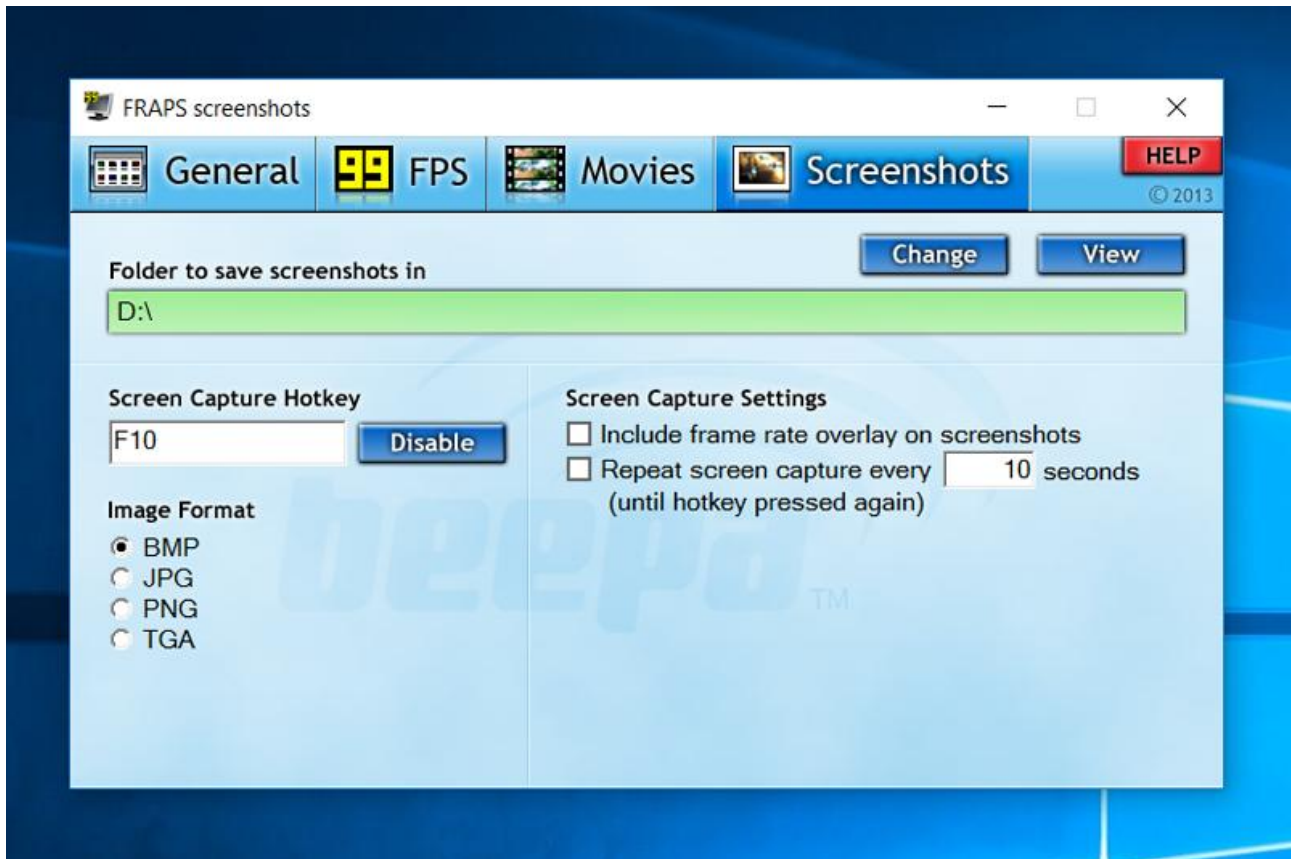 FRAPS screenshots
General
99 FPS
Movies
Screenshots
HELP
© 2013
Folder to save screenshots in
Change
View
D:\
Screen Capture Hotkey
F10
Disable
Image Format
BMP
JPG
PNG
TGA
Screen Capture Settings
Include frame rate overlay on screenshots
Repeat screen capture every 10 seconds
(until hotkey pressed again)
beepa TM